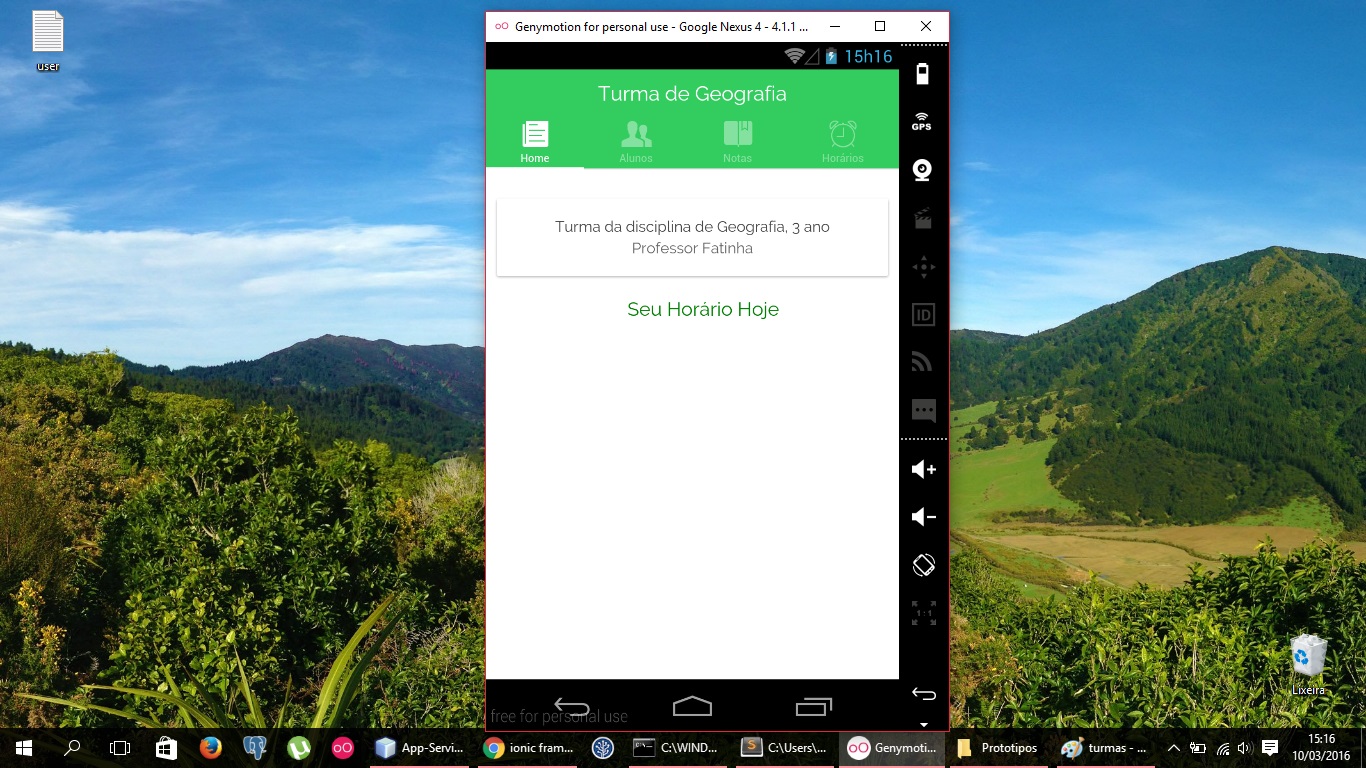 user
Genymotion for personal use - Google Nexus 4 - 4.1.1 ...
15h16
Turma de Geografia
Home
Alunos
Notas
Horários
Turma da disciplina de Geografia, 3 ano
Professor Fatinha
Seu Horário Hoje
GPS
ID
1:1
free for personal use
Lixeira
App-Servi...
ionic fram...
C:\WIND...
C:\Users\...
Genymoti...
Prototipos
turmas - ...
15:16
10/03/2016